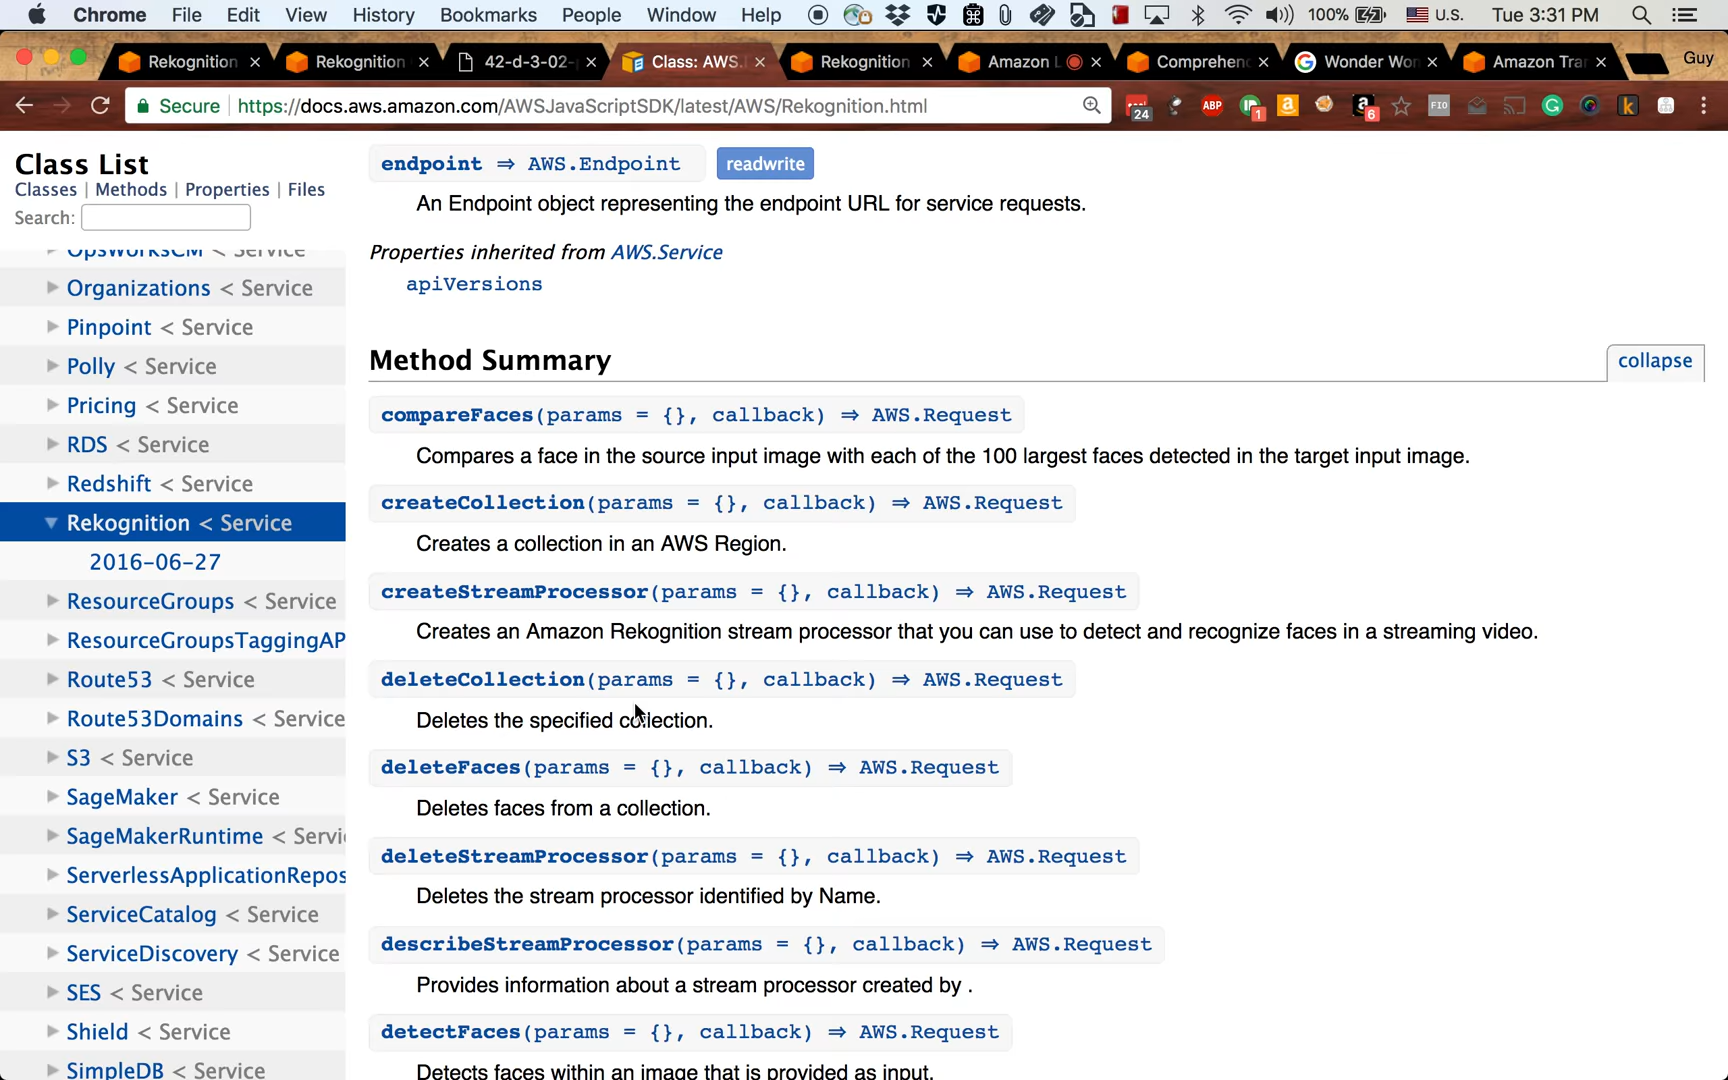 Chrome File Edit View History Bookmarks People Window Help 100% U.S. Tue 3:31 PM
Rekognition Rekognition 42-d-3-02- Class: AWS. Rekognition Amazon L Comprehen Wonder Wo Amazon Tra Guy
Secure https://docs.aws.amazon.com/AWSJavaScriptSDK/latest/AWS/Rekognition.html 24 ABP 1 6 FIO
Class List
Classes | Methods | Properties | Files
Search:
OpsWorksCM < Service
Organizations < Service
Pinpoint < Service
Polly < Service
Pricing < Service
RDS < Service
Redshift < Service
Rekognition < Service
2016-06-27
ResourceGroups < Service
ResourceGroupsTaggingAP
Route53 < Service
Route53Domains < Service
S3 < Service
SageMaker < Service
SageMakerRuntime < Servi
ServerlessApplicationRepos
ServiceCatalog < Service
ServiceDiscovery < Service
SES < Service
Shield < Service
SimpleDB < Service
endpoint ⇒ AWS.Endpoint readwrite
An Endpoint object representing the endpoint URL for service requests.
Properties inherited from AWS.Service
apiVersions
Method Summary collapse
compareFaces(params = {}, callback) ⇒ AWS.Request
Compares a face in the source input image with each of the 100 largest faces detected in the target input image.
createCollection(params = {}, callback) ⇒ AWS.Request
Creates a collection in an AWS Region.
createStreamProcessor(params = {}, callback) ⇒ AWS.Request
Creates an Amazon Rekognition stream processor that you can use to detect and recognize faces in a streaming video.
deleteCollection(params = {}, callback) ⇒ AWS.Request
Deletes the specified collection.
deleteFaces(params = {}, callback) ⇒ AWS.Request
Deletes faces from a collection.
deleteStreamProcessor(params = {}, callback) ⇒ AWS.Request
Deletes the stream processor identified by Name.
describeStreamProcessor(params = {}, callback) ⇒ AWS.Request
Provides information about a stream processor created by .
detectFaces(params = {}, callback) ⇒ AWS.Request
Detects faces within an image that is provided as input.